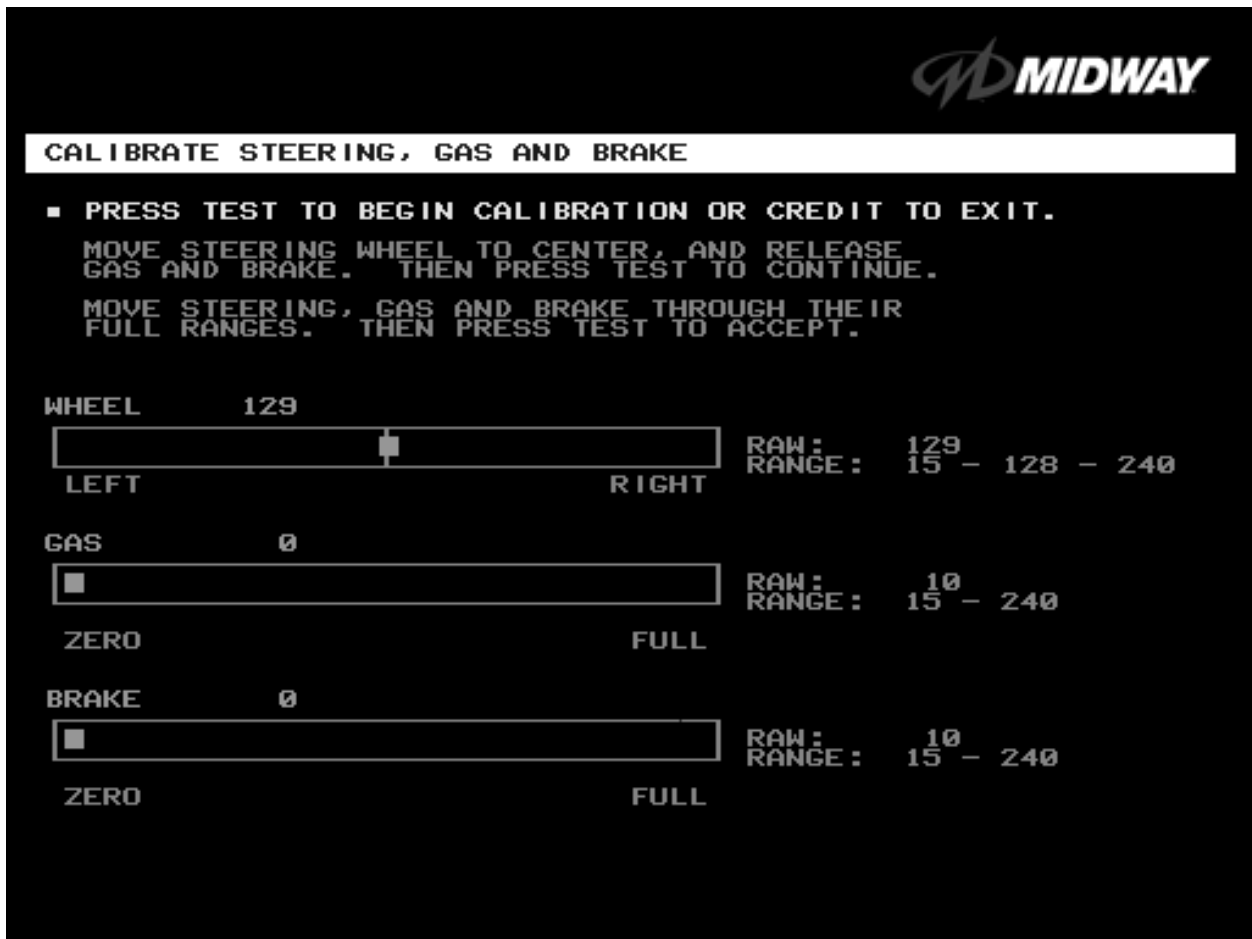 MIDWAY
CALIBRATE STEERING, GAS AND BRAKE
PRESS TEST TO BEGIN CALIBRATION OR CREDIT TO EXIT.
MOVE STEERING WHEEL TO CENTER, AND RELEASE
GAS AND BRAKE. THEN PRESS TEST TO CONTINUE.
MOVE STEERING, GAS AND BRAKE THROUGH THEIR
FULL RANGES. THEN PRESS TEST TO ACCEPT.
WHEEL 129
RAW: 129
RANGE: 15 - 128 - 240
LEFT RIGHT
GAS 0
RAW: 10
RANGE: 15 - 240
ZERO FULL
BRAKE 0
RAW: 10
RANGE: 15 - 240
ZERO FULL